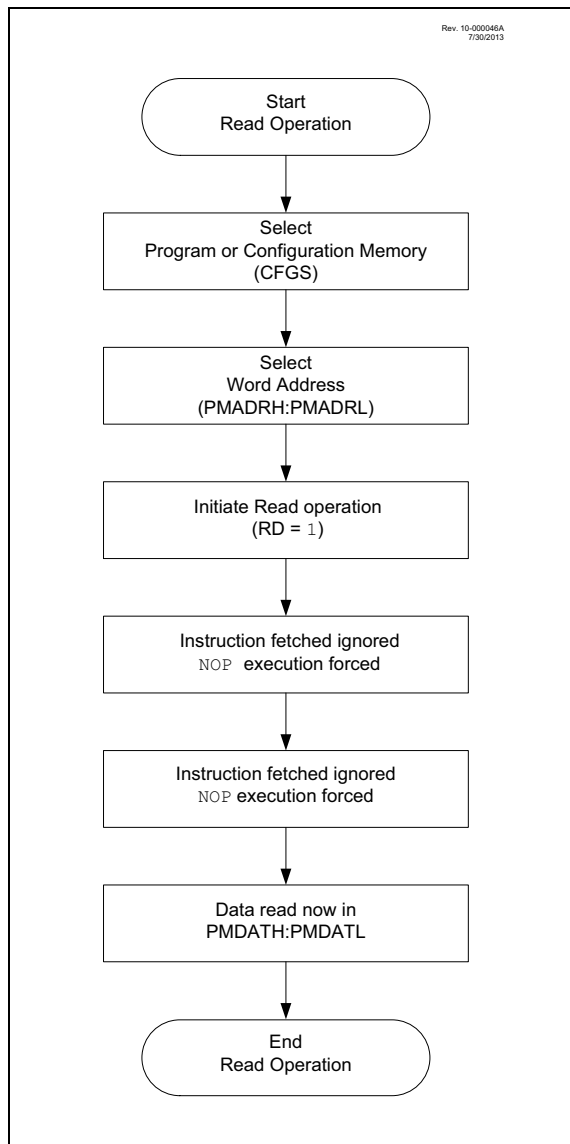 Rev. 10-000046A
7/30/2013
Start
Read Operation
Select
Program or Configuration Memory
(CFGS)
Select
Word Address
(PMADRH:PMADRL)
Initiate Read operation
(RD = 1)
Instruction fetched ignored
NOP execution forced
Instruction fetched ignored
NOP execution forced
Data read now in
PMDATH:PMDATL
End
Read Operation